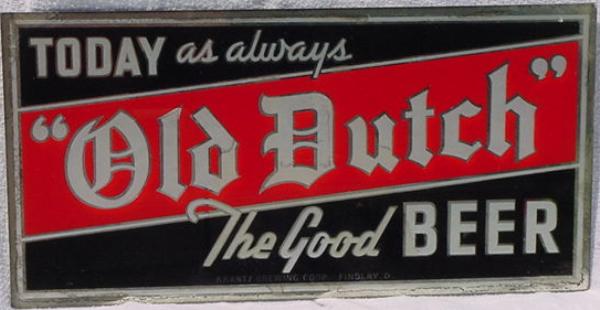 TODAY as always
"Old Dutch"
The Good BEER
KRANTZ BREWING CORP. FINDLAY, O.